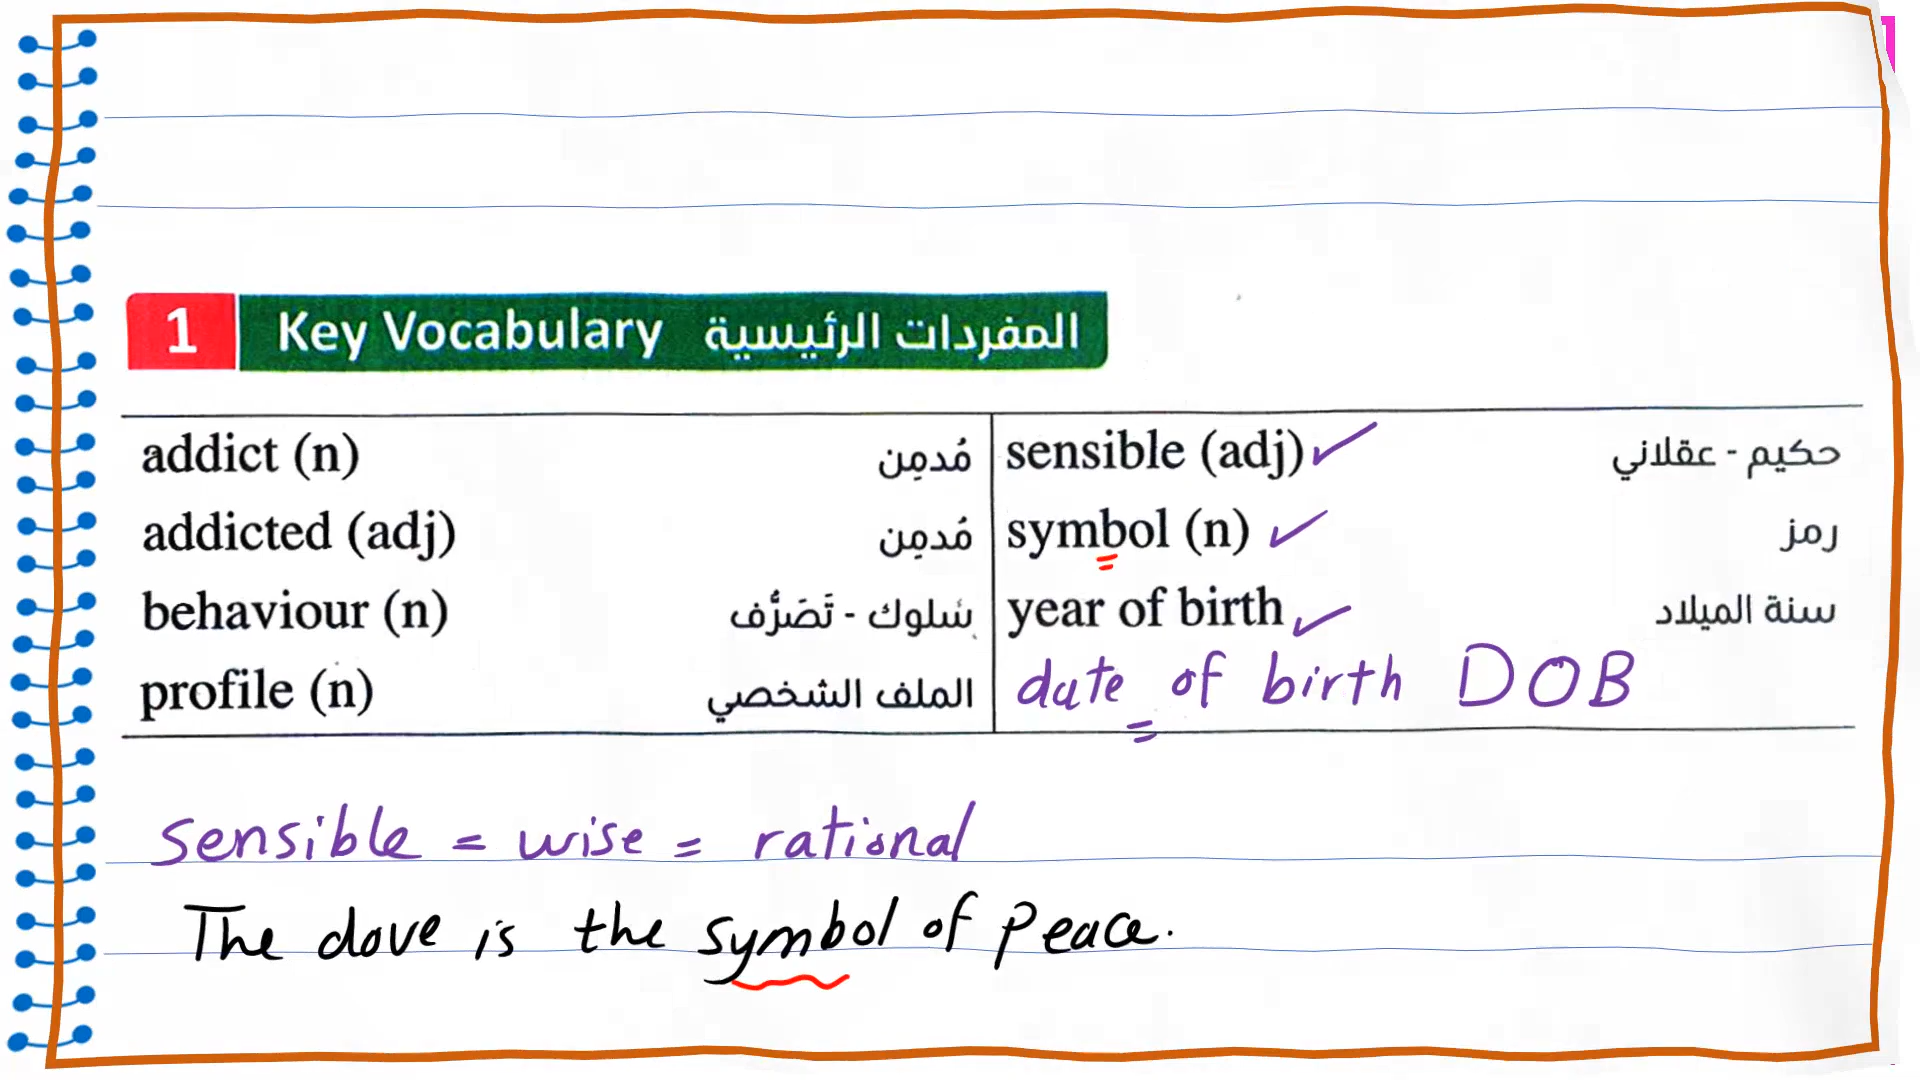 1 Key Vocabulary المفردات الرئيسية
addict (n) مُدمِن
addicted (adj) مُدمِن
behaviour (n) سُلوك - تَصَرُّف
profile (n) الملف الشخصي
sensible (adj) حكيم - عقلاني
symbol (n) رمز
year of birth سنة الميلاد
date of birth DOB
sensible = wise = rational
The dove is the symbol of peace.